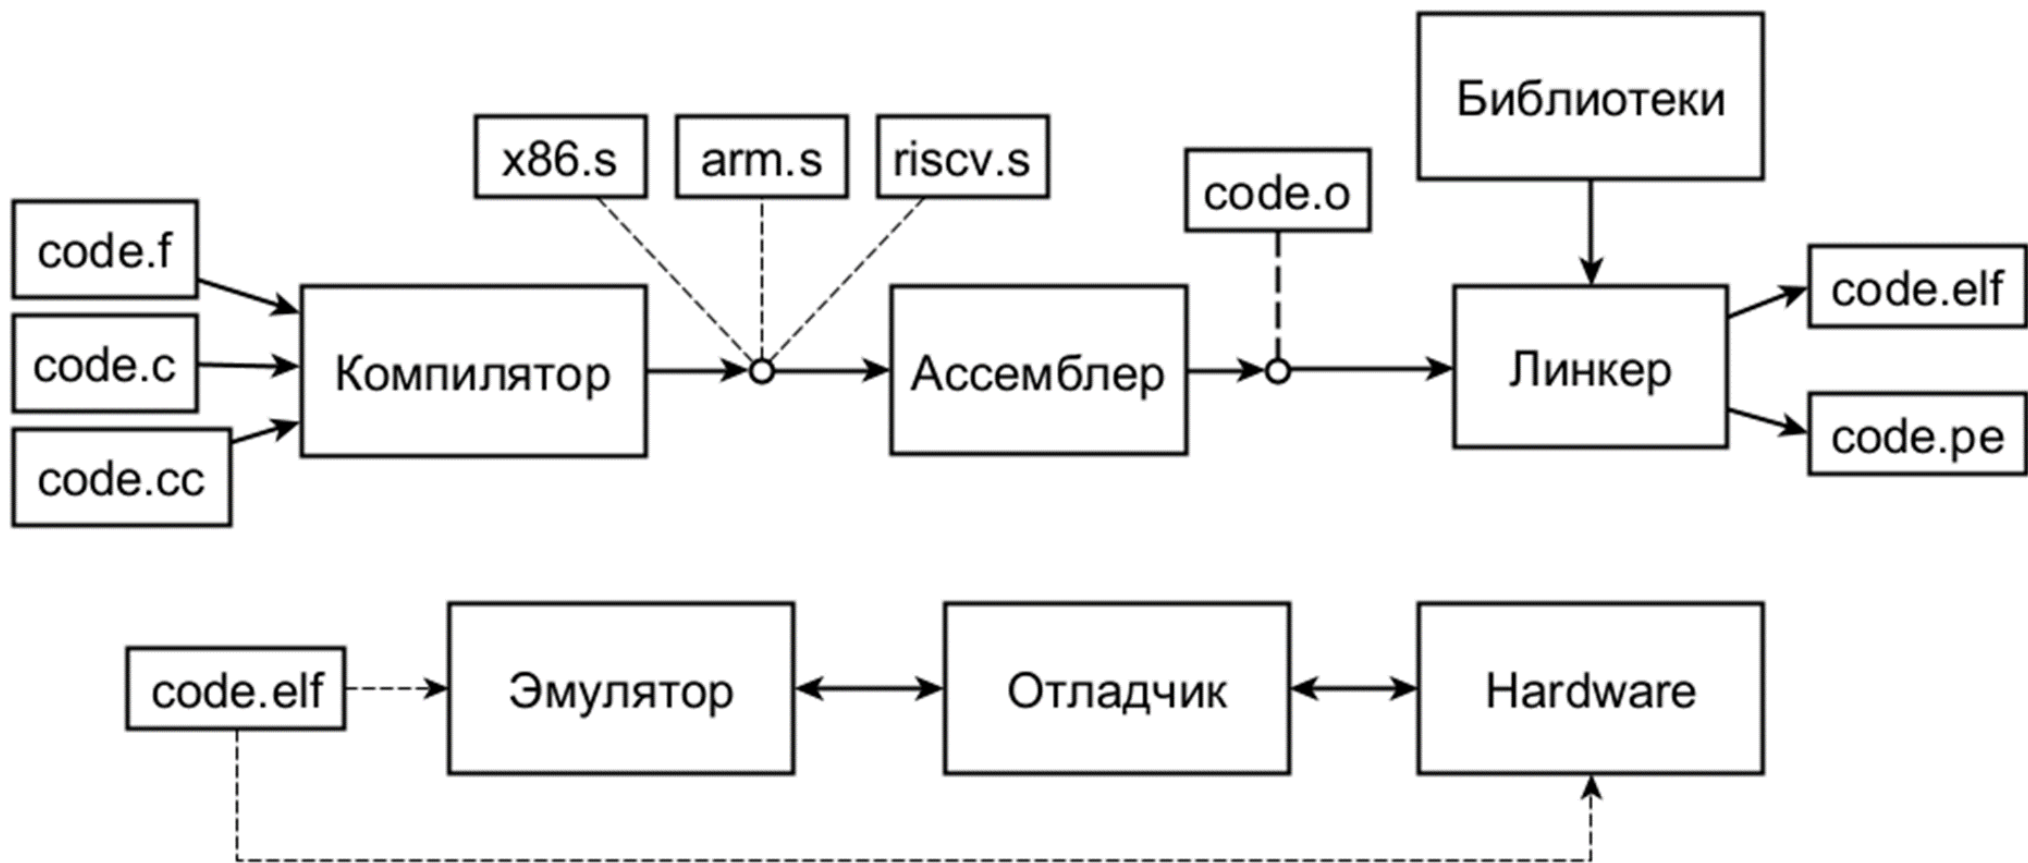 Библиотеки
x86.s
arm.s
riscv.s
code.o
code.f
code.c
code.cc
Компилятор
Ассемблер
Линкер
code.elf
code.pe
code.elf
Эмулятор
Отладчик
Hardware